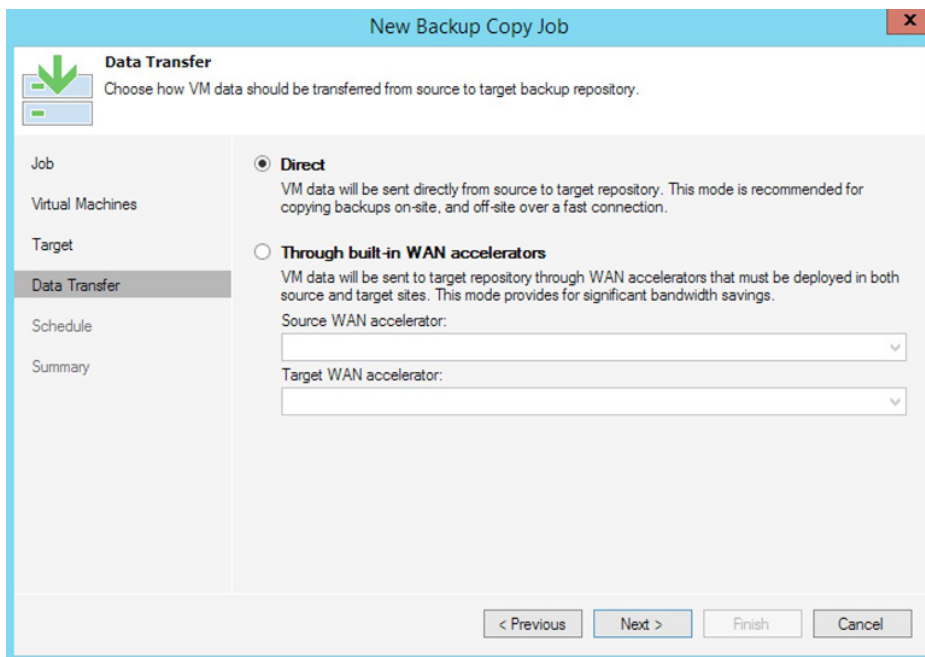 New Backup Copy Job
X
Data Transfer
Choose how VM data should be transferred from source to target backup repository.
Job
Virtual Machines
Target
Data Transfer
Schedule
Summary
Direct
VM data will be sent directly from source to target repository. This mode is recommended for
copying backups on-site, and off-site over a fast connection.
Through built-in WAN accelerators
VM data will be sent to target repository through WAN accelerators that must be deployed in both
source and target sites. This mode provides for significant bandwidth savings.
Source WAN accelerator:
Target WAN accelerator:
< Previous
Next >
Finish
Cancel